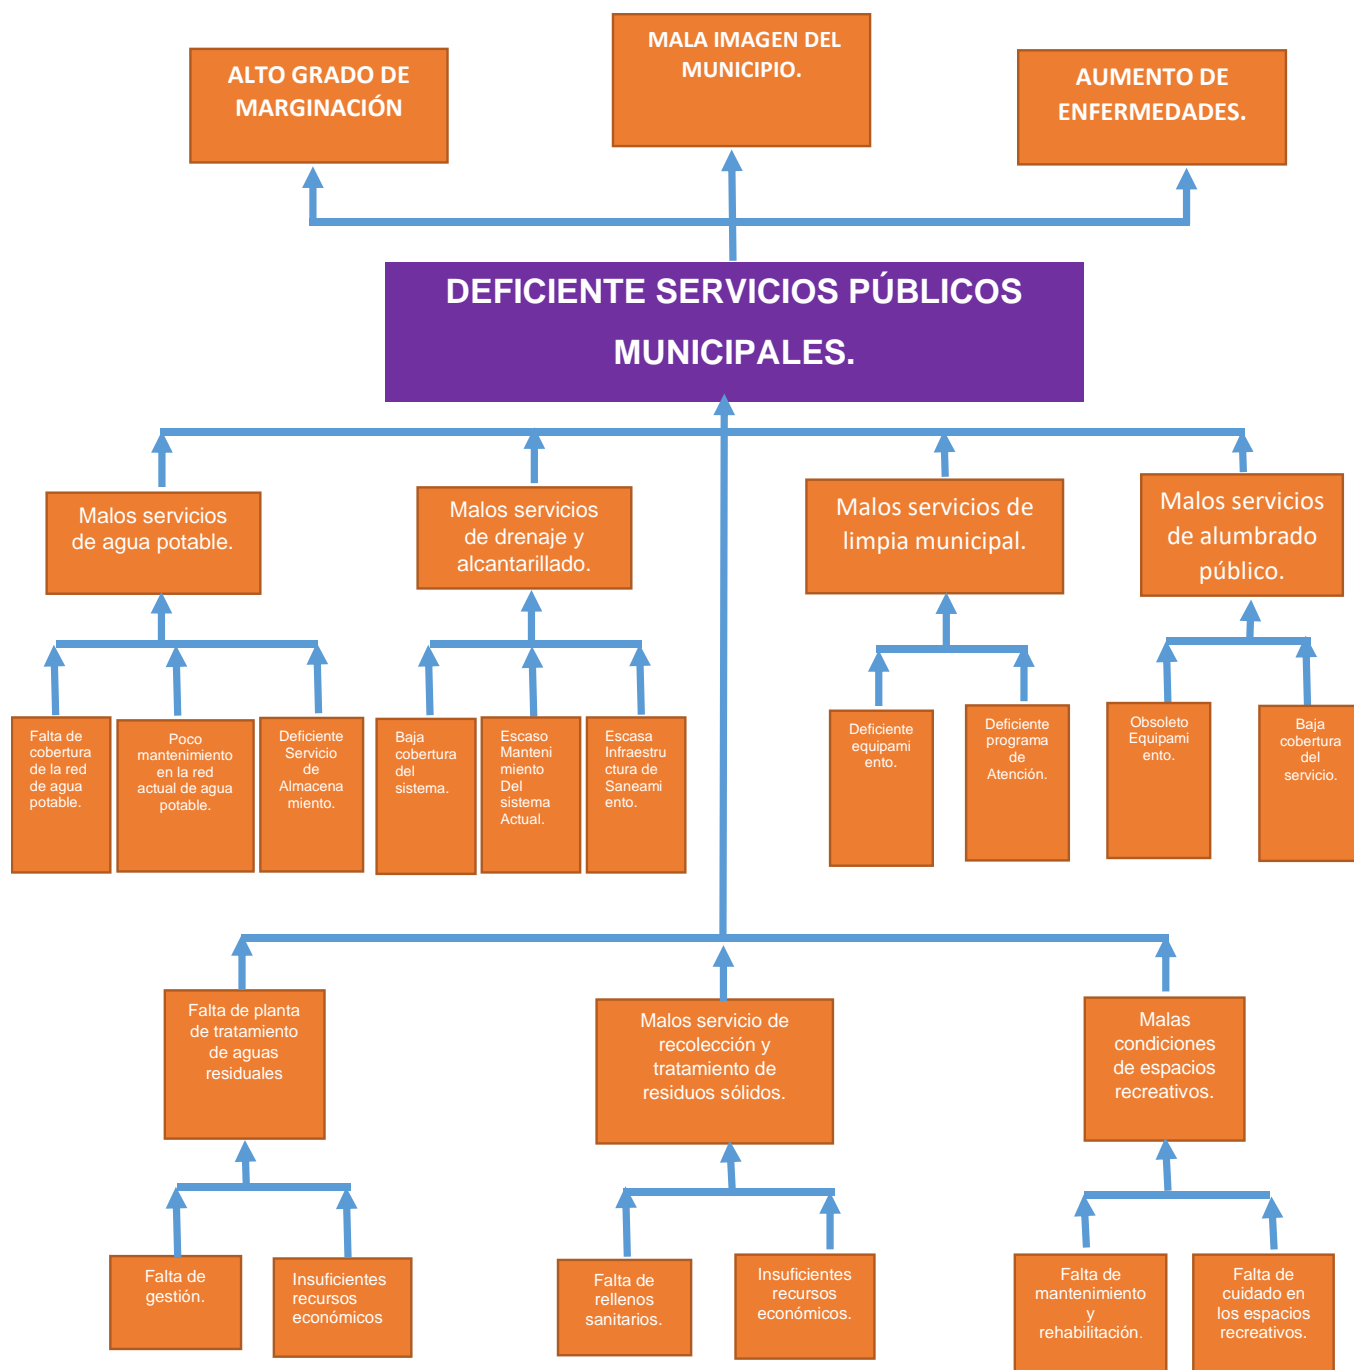 ALTO GRADO DE
MARGINACIÓN
MALA IMAGEN DEL
MUNICIPIO.
AUMENTO DE
ENFERMEDADES.
DEFICIENTE SERVICIOS PÚBLICOS
MUNICIPALES.
Malos servicios
de agua potable.
Malos servicios
de drenaje y
alcantarillado.
Malos servicios de
limpia municipal.
Malos servicios
de alumbrado
público.
Falta de
cobertura
de la red
de agua
potable.
Poco
mantenimiento
en la red
actual de agua
potable.
Deficiente
Servicio
de
Almacena
miento.
Baja
cobertura
del
sistema.
Escaso
Manteni
miento
Del
sistema
Actual.
Escasa
Infraestru
ctura de
Saneami
ento.
Deficiente
equipami
ento.
Deficiente
programa
de
Atención.
Obsoleto
Equipami
ento.
Baja
cobertura
del
servicio.
Falta de planta
de tratamiento
de aguas
residuales
Malos servicio de
recolección y
tratamiento de
residuos sólidos.
Malas
condiciones
de espacios
recreativos.
Falta de
gestión.
Insuficientes
recursos
económicos
Falta de
rellenos
sanitarios.
Insuficientes
recursos
económicos.
Falta de
mantenimiento
y
rehabilitación.
Falta de
cuidado en
los espacios
recreativos.